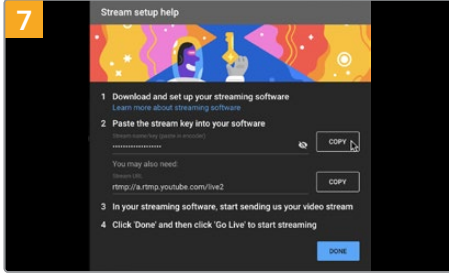 7
Stream setup help
1 Download and set up your streaming software
Learn more about streaming software
2 Paste the stream key into your software
Stream name/key (paste in encoder)
••••••••••••••••••••
COPY
You may also need:
Stream URL
rtmp://a.rtmp.youtube.com/live2
COPY
3 In your streaming software, start sending us your video stream
4 Click 'Done' and then click 'Go Live' to start streaming
DONE